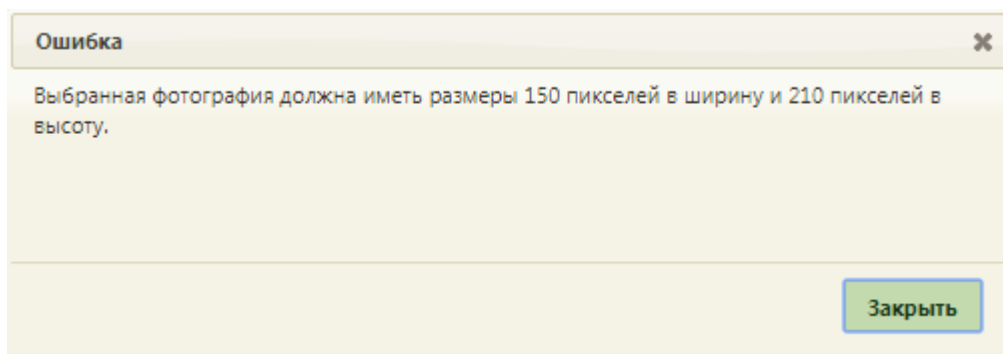 Ошибка
Выбранная фотография должна иметь размеры 150 пикселей в ширину и 210 пикселей в
высоту.
Закрыть